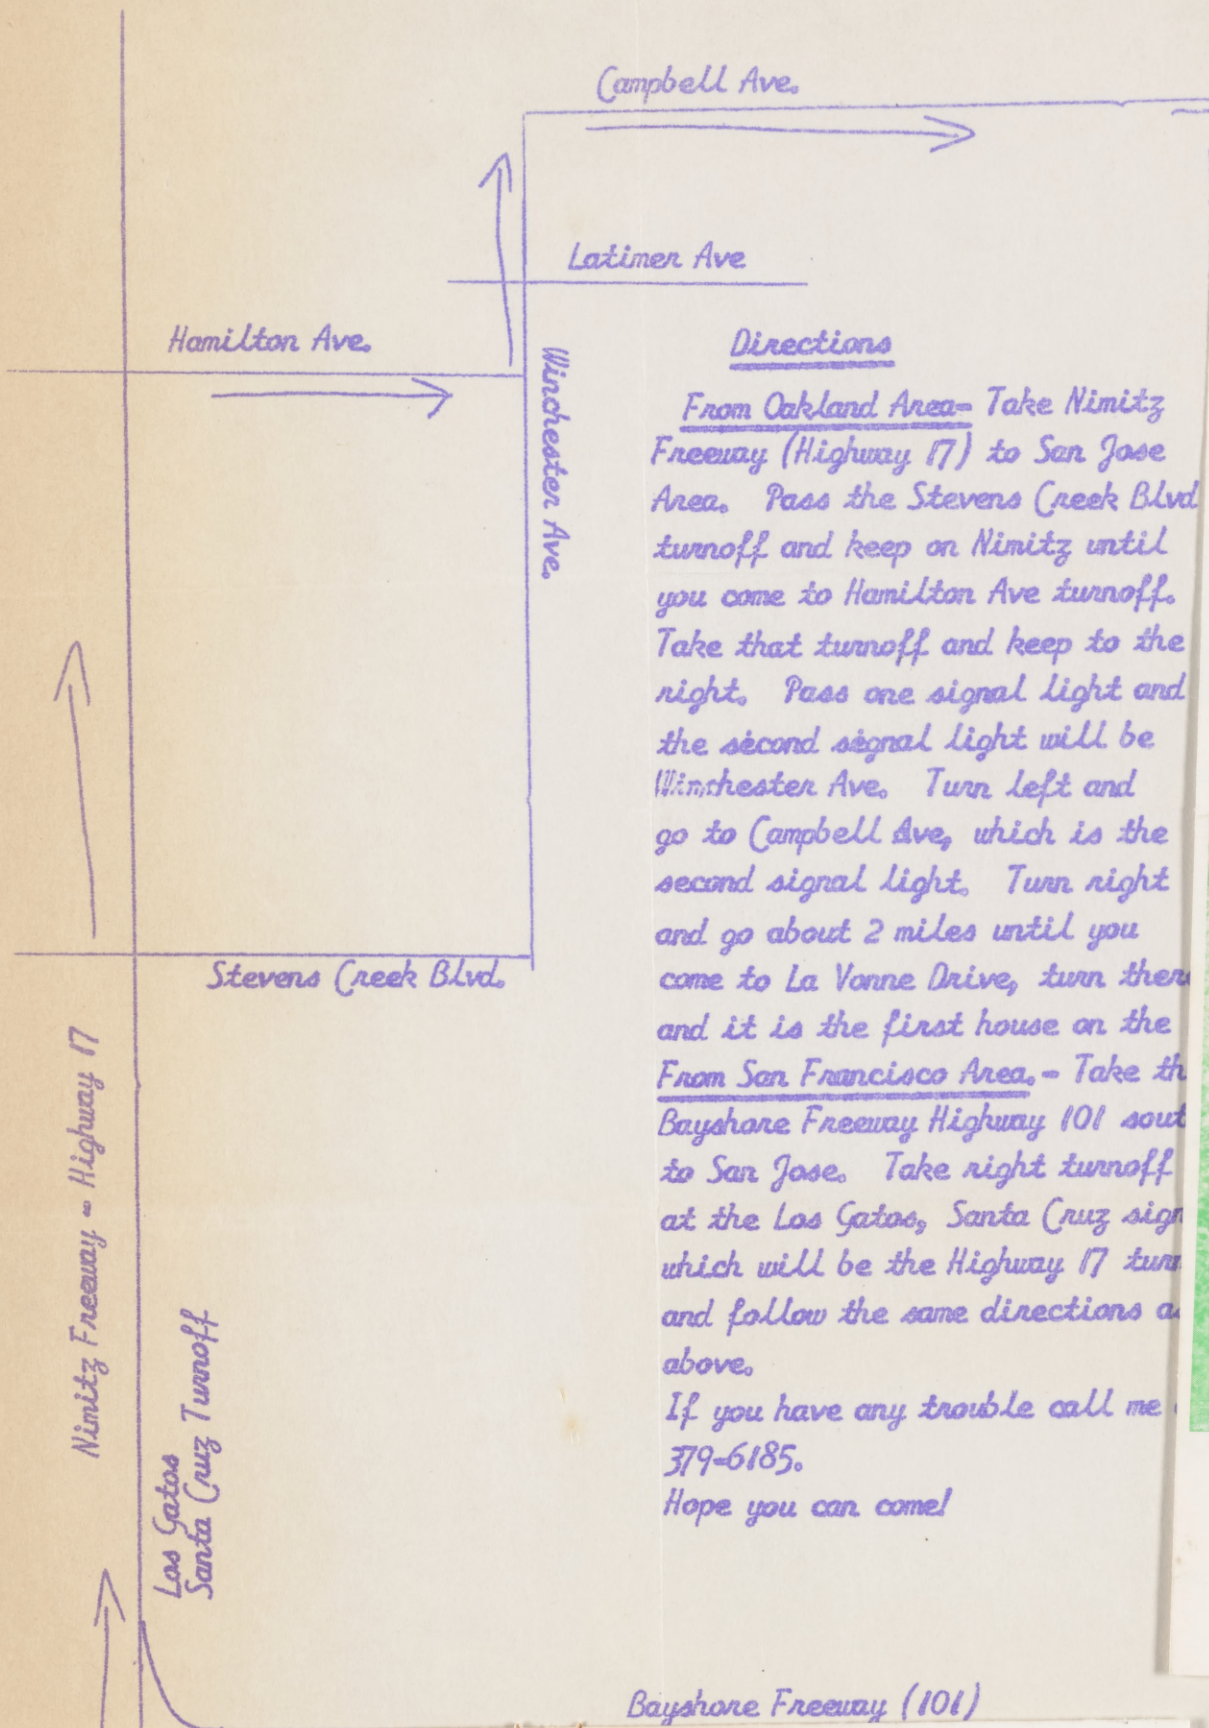 Campbell Ave.
Latimer Ave
Hamilton Ave.
Winchester Ave.
Directions
From Oakland Area- Take Nimitz
Freeway (Highway 17) to San Jose
Area. Pass the Stevens Creek Blvd
turnoff and keep on Nimitz until
you come to Hamilton Ave turnoff.
Take that turnoff and keep to the
right. Pass one signal light and
the second signal light will be
Winchester Ave. Turn left and
go to Campbell Ave, which is the
second signal light. Turn right
and go about 2 miles until you
come to La Vonne Drive, turn ther
and it is the first house on the
From San Francisco Area.- Take th
Bayshore Freeway Highway 101 sout
to San Jose. Take right turnoff
at the Los Gatos, Santa Cruz sign
which will be the Highway 17 turn
and follow the same directions a
above.
If you have any trouble call me
379-6185.
Hope you can come!
Stevens Creek Blvd.
Nimitz Freeway - Highway 17
Los Gatos
Santa Cruz Turnoff
Bayshore Freeway (101)